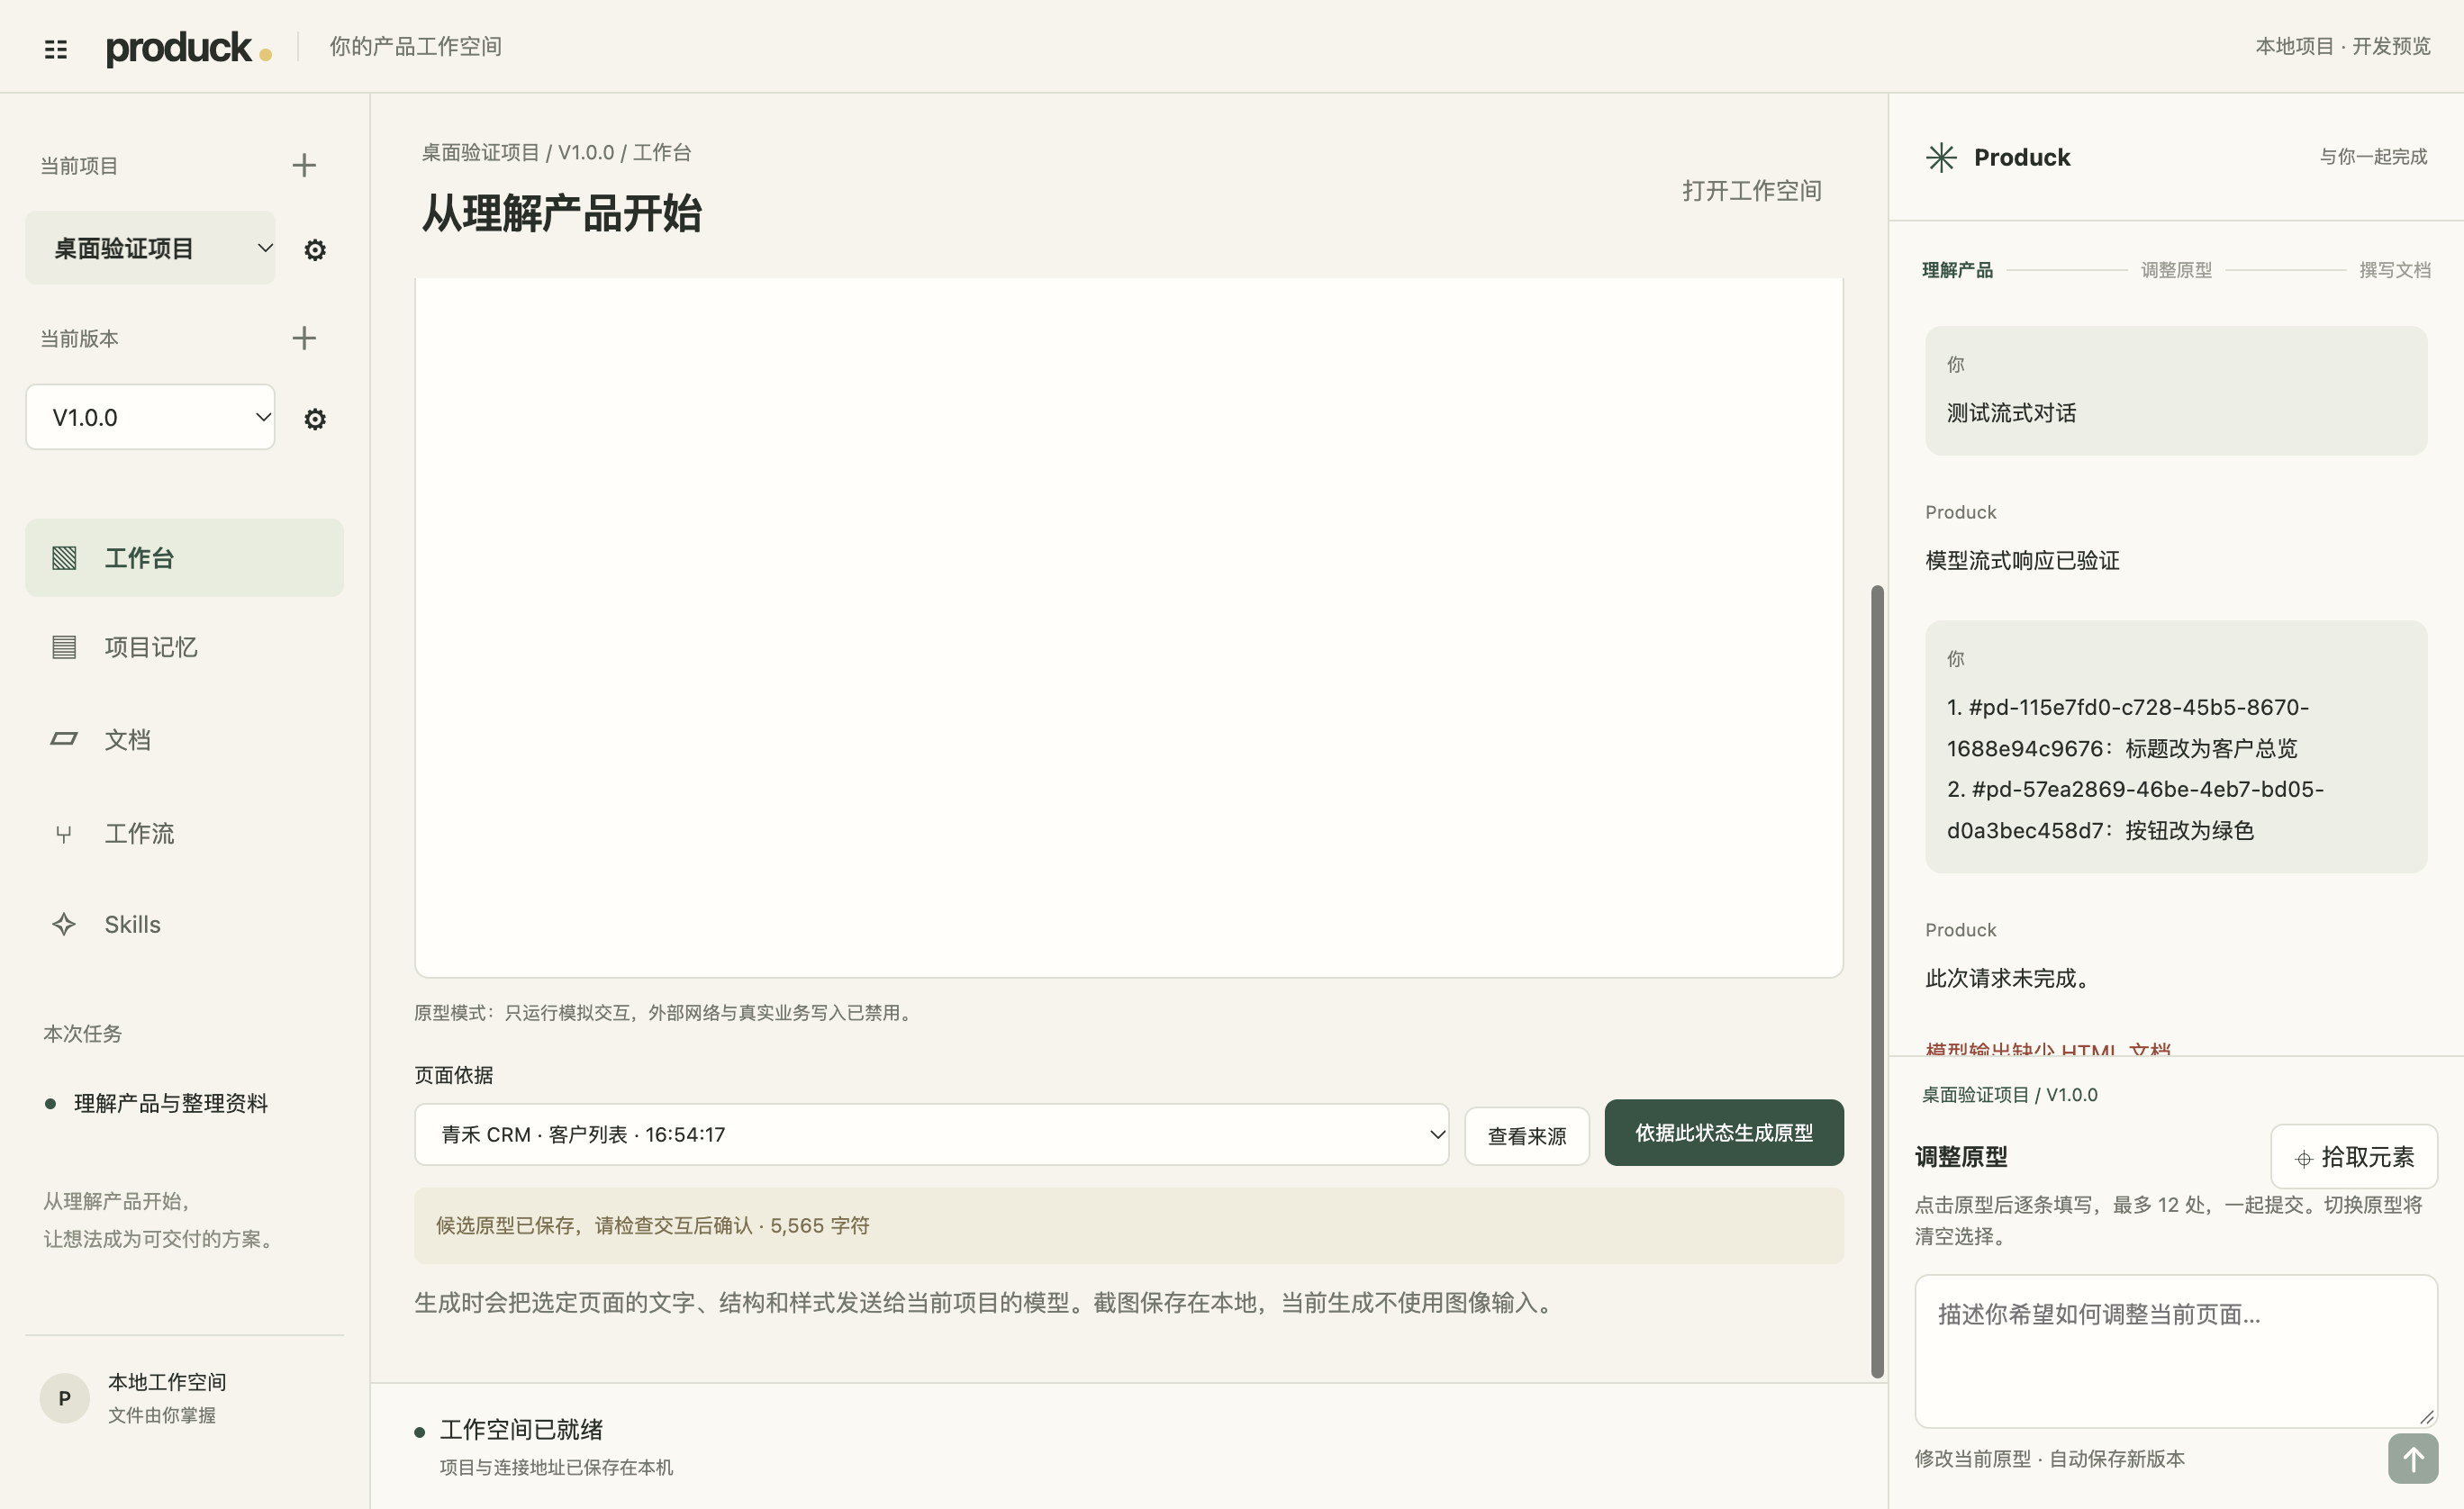 produck
你的产品工作空间
本地项目 · 开发预览
当前项目
桌面验证项目
当前版本
V1.0.0
工作台
项目记忆
文档
工作流
Skills
本次任务
理解产品与整理资料
从理解产品开始，
让想法成为可交付的方案。
P
本地工作空间
文件由你掌握
桌面验证项目 / V1.0.0 / 工作台
从理解产品开始
打开工作空间
原型模式：只运行模拟交互，外部网络与真实业务写入已禁用。
页面依据
青禾 CRM · 客户列表 · 16:54:17
查看来源
依据此状态生成原型
候选原型已保存，请检查交互后确认 · 5,565 字符
生成时会把选定页面的文字、结构和样式发送给当前项目的模型。截图保存在本地，当前生成不使用图像输入。
工作空间已就绪
项目与连接地址已保存在本机
Produck
与你一起完成
理解产品
调整原型
撰写文档
你
测试流式对话
Produck
模型流式响应已验证
你
1. #pd-115e7fd0-c728-45b5-8670-
1688e94c9676：标题改为客户总览
2. #pd-57ea2869-46be-4eb7-bd05-
d0a3bec458d7：按钮改为绿色
Produck
此次请求未完成。
模型输出缺少 HTML 文档
桌面验证项目 / V1.0.0
调整原型
拾取元素
点击原型后逐条填写，最多 12 处，一起提交。切换原型将
清空选择。
描述你希望如何调整当前页面...
修改当前原型 · 自动保存新版本